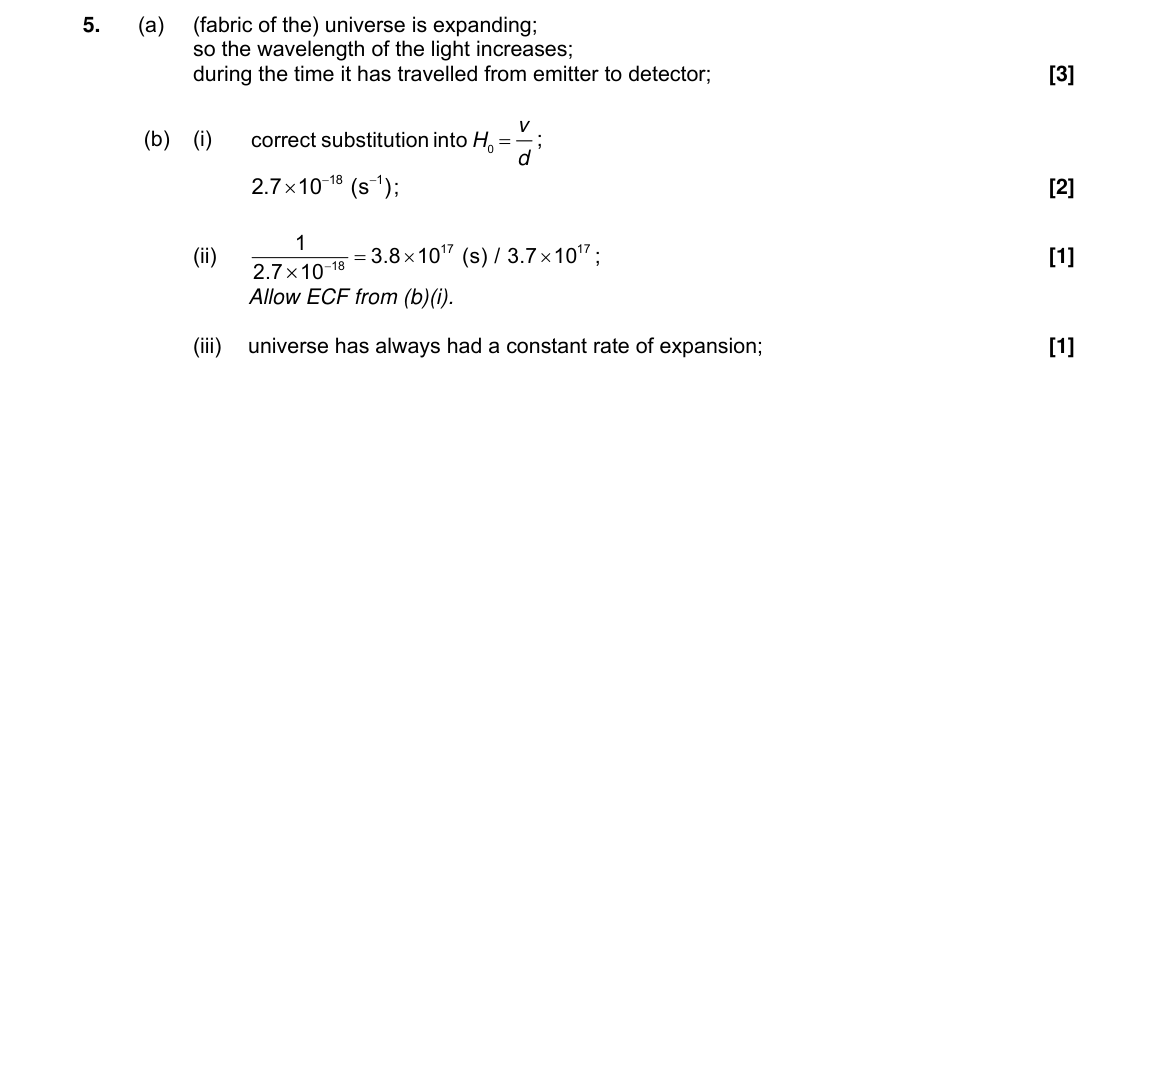 5. (a) (fabric of the) universe is expanding;
so the wavelength of the light increases;
during the time it has travelled from emitter to detector; [3]
(b) (i) correct substitution into H₀ = v/d ;
2.7×10⁻¹⁸ (s⁻¹); [2]
(ii) 1/(2.7×10⁻¹⁸) = 3.8×10¹⁷ (s) / 3.7×10¹⁷ ; [1]
Allow ECF from (b)(i).
(iii) universe has always had a constant rate of expansion; [1]